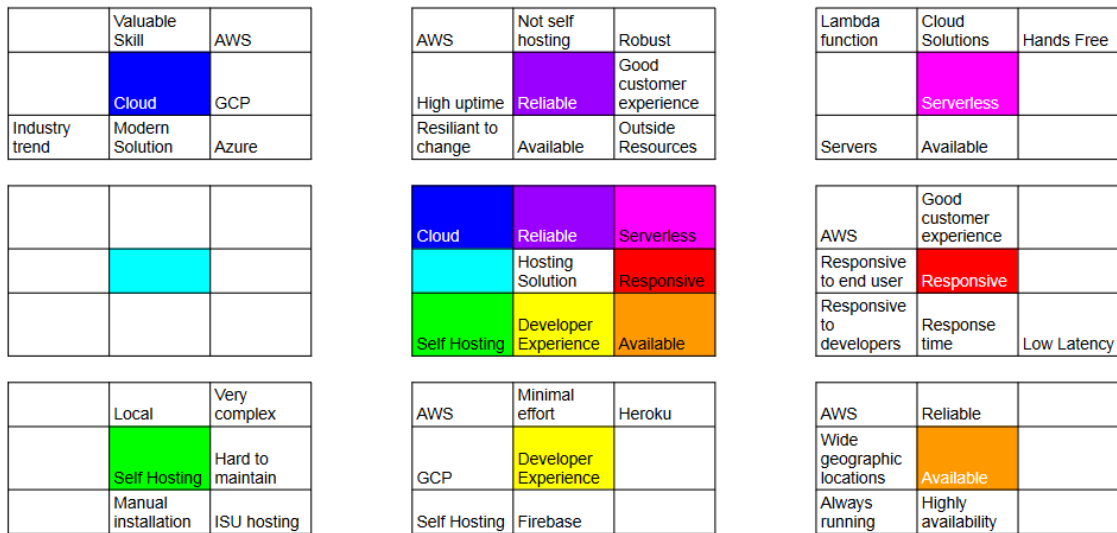 Valuable Skill
AWS
Cloud
GCP
Industry trend
Modern Solution
Azure
AWS
Not self hosting
Robust
High uptime
Reliable
Good customer experience
Resiliant to change
Available
Outside Resources
Lambda function
Cloud Solutions
Hands Free
Serverless
Servers
Available
Cloud
Reliable
Serverless
Hosting Solution
Responsive
Self Hosting
Developer Experience
Available
AWS
Good customer experience
Responsive to end user
Responsive
Responsive to developers
Response time
Low Latency
Local
Very complex
Self Hosting
Hard to maintain
Manual installation
ISU hosting
AWS
Minimal effort
Heroku
GCP
Developer Experience
Self Hosting
Firebase
AWS
Reliable
Wide geographic locations
Available
Always running
Highly availability